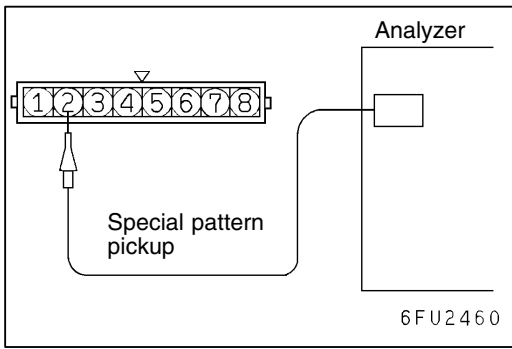 Analyzer
1 2 3 4 5 6 7 8
Special pattern
pickup
6FU2460